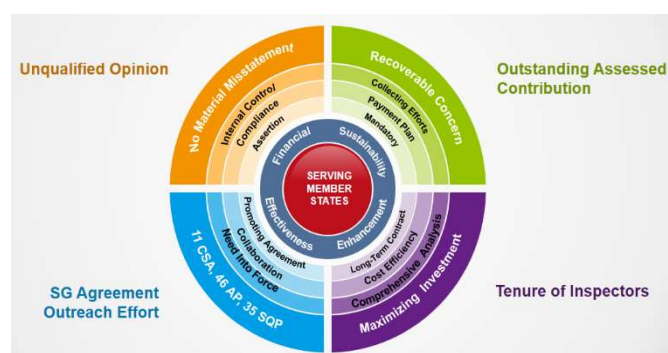 Unqualified Opinion
No Material Misstatement
Internal Control
Compliance
Assertion
Outstanding Assessed
Contribution
Recoverable Concern
Collecting Efforts
Payment Plan
Mandatory
Financial
Sustainability
SERVING
MEMBER
STATES
Effectiveness
Enhancement
Promoting Agreement
Collaboration
Need Into Force
11 CSA, 46 AP, 35 SQP
SG Agreement
Outreach Effort
Long-Term Contract
Cost Efficiency
Comprehensive Analysis
Maximizing Investment
Tenure of Inspectors